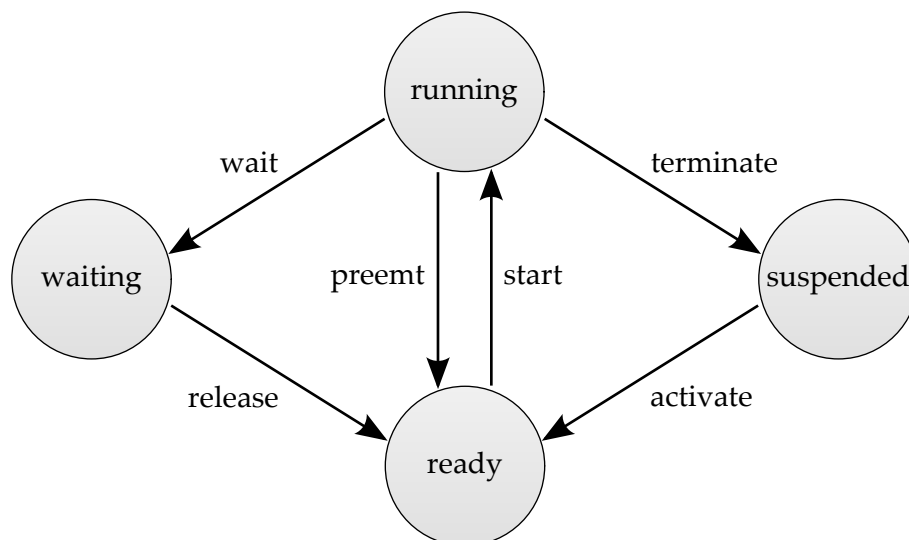 running
wait
terminate
waiting
preemt
start
suspended
release
activate
ready